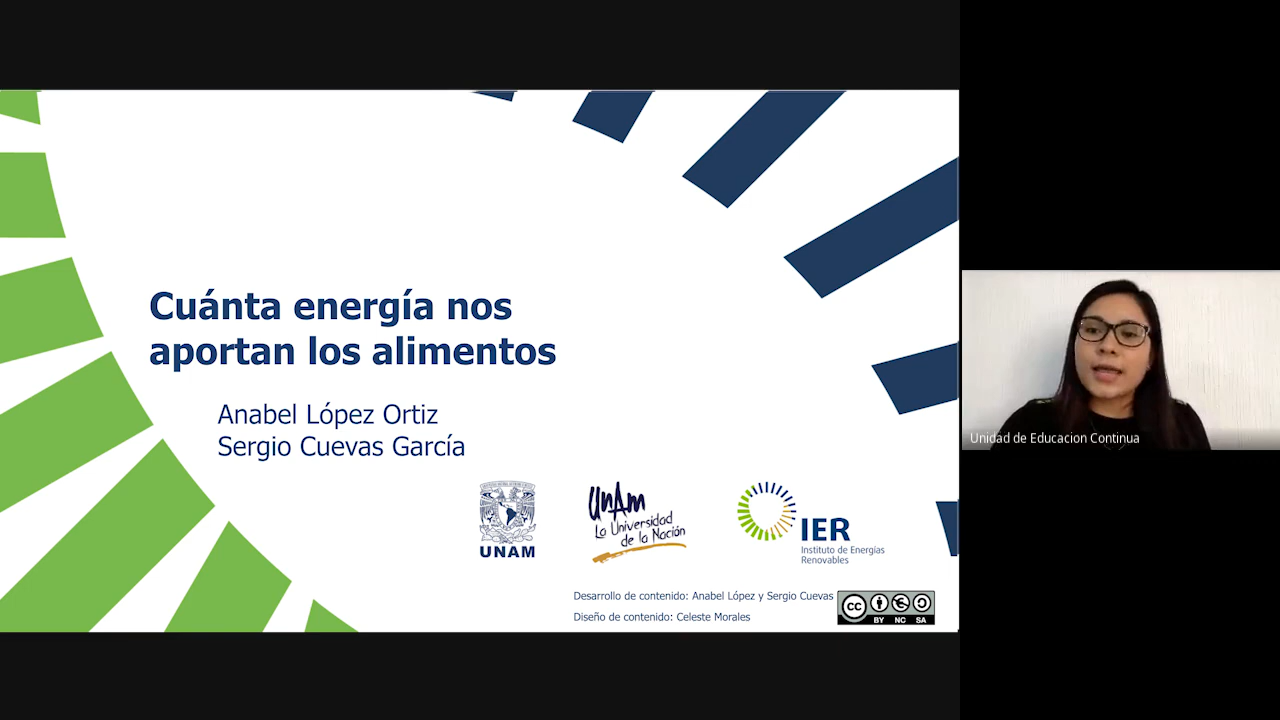 Cuánta energía nos
aportan los alimentos
Anabel López Ortiz
Sergio Cuevas García
UNAM
UnAm
La Universidad
de la Nación
IER
Instituto de Energías
Renovables
Desarrollo de contenido: Anabel López y Sergio Cuevas
Diseño de contenido: Celeste Morales
cc
BY NC SA
Unidad de Educacion Continua